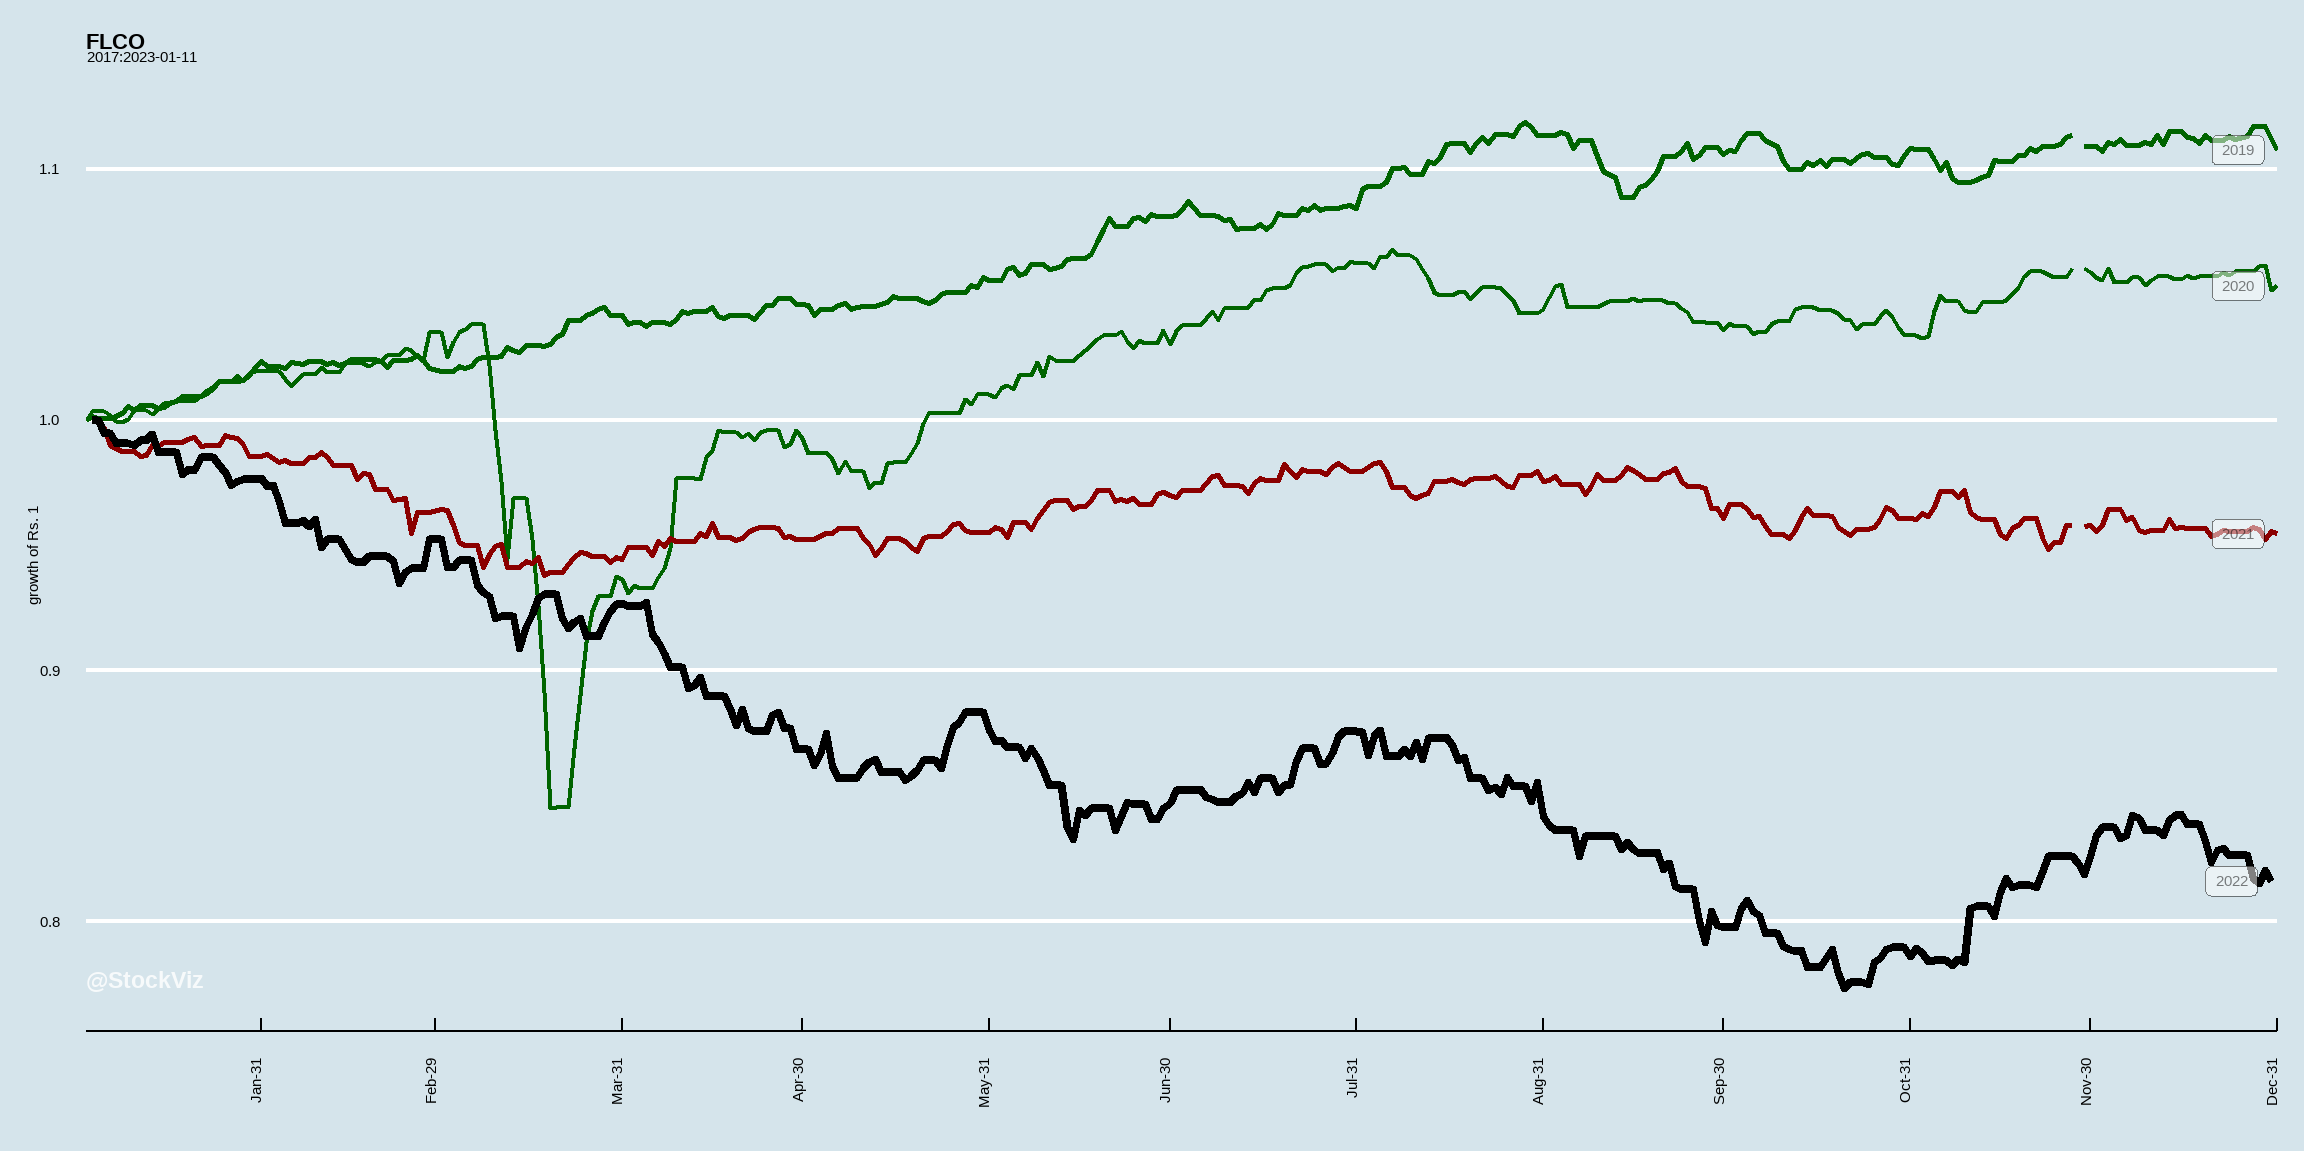 FLCO
2017:2023-01-11
growth of Rs. 1
1.1
1.0
0.9
0.8
2019
2020
2021
2022
@StockViz
Jan-31
Feb-29
Mar-31
Apr-30
May-31
Jun-30
Jul-31
Aug-31
Sep-30
Oct-31
Nov-30
Dec-31